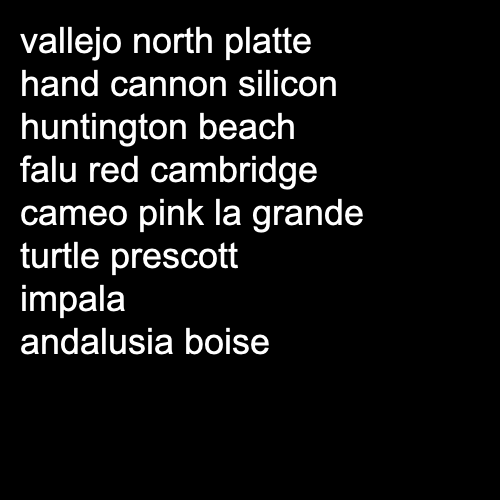 vallejo north platte
hand cannon silicon
huntington beach
falu red cambridge
cameo pink la grande
turtle prescott
impala
andalusia boise